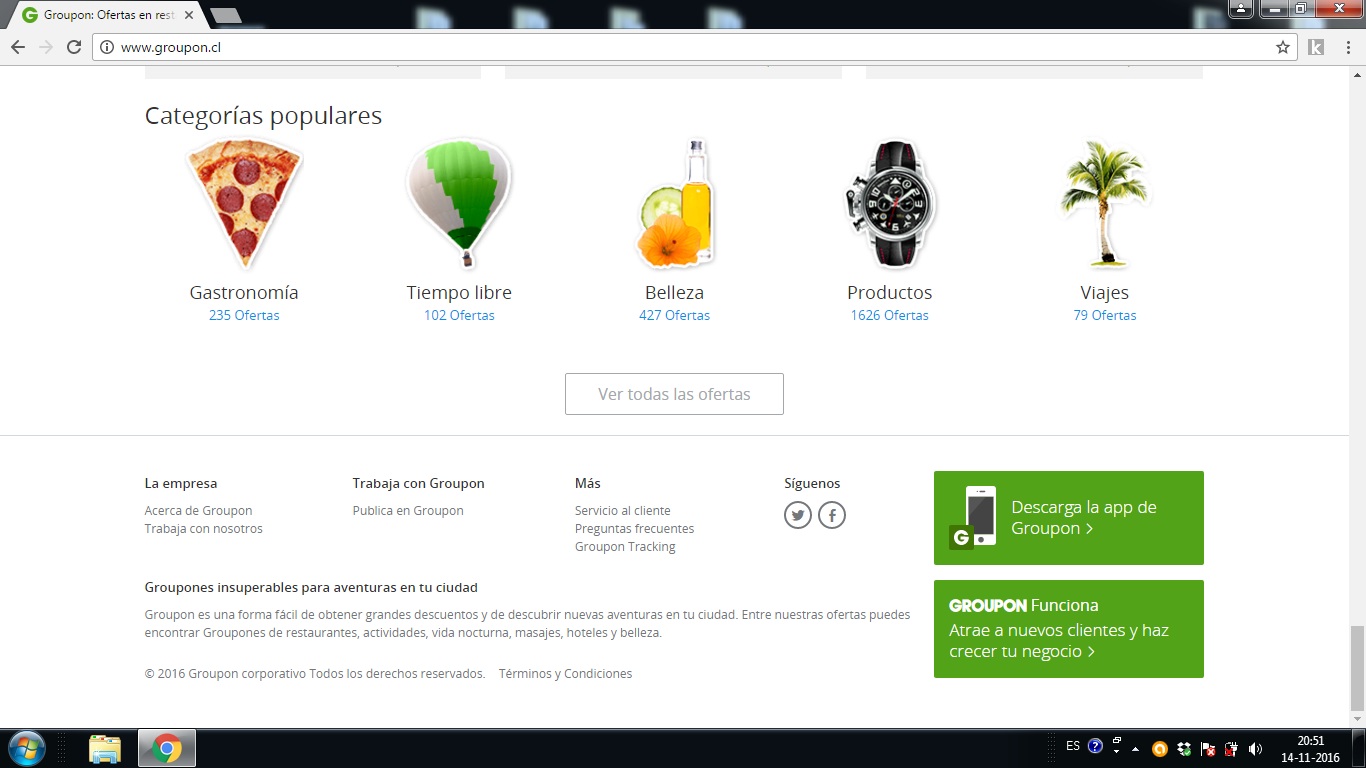 Groupon: Ofertas en rest
www.groupon.cl
Categorías populares
Gastronomía
235 Ofertas
Tiempo libre
102 Ofertas
Belleza
427 Ofertas
Productos
1626 Ofertas
Viajes
79 Ofertas
Ver todas las ofertas
La empresa
Acerca de Groupon
Trabaja con nosotros
Trabaja con Groupon
Publica en Groupon
Más
Servicio al cliente
Preguntas frecuentes
Groupon Tracking
Síguenos
Descarga la app de
Groupon >
GROUPON Funciona
Atrae a nuevos clientes y haz
crecer tu negocio >
Groupones insuperables para aventuras en tu ciudad
Groupon es una forma fácil de obtener grandes descuentos y de descubrir nuevas aventuras en tu ciudad. Entre nuestras ofertas puedes
encontrar Groupones de restaurantes, actividades, vida nocturna, masajes, hoteles y belleza.
© 2016 Groupon corporativo Todos los derechos reservados. Términos y Condiciones
ES
20:51
14-11-2016